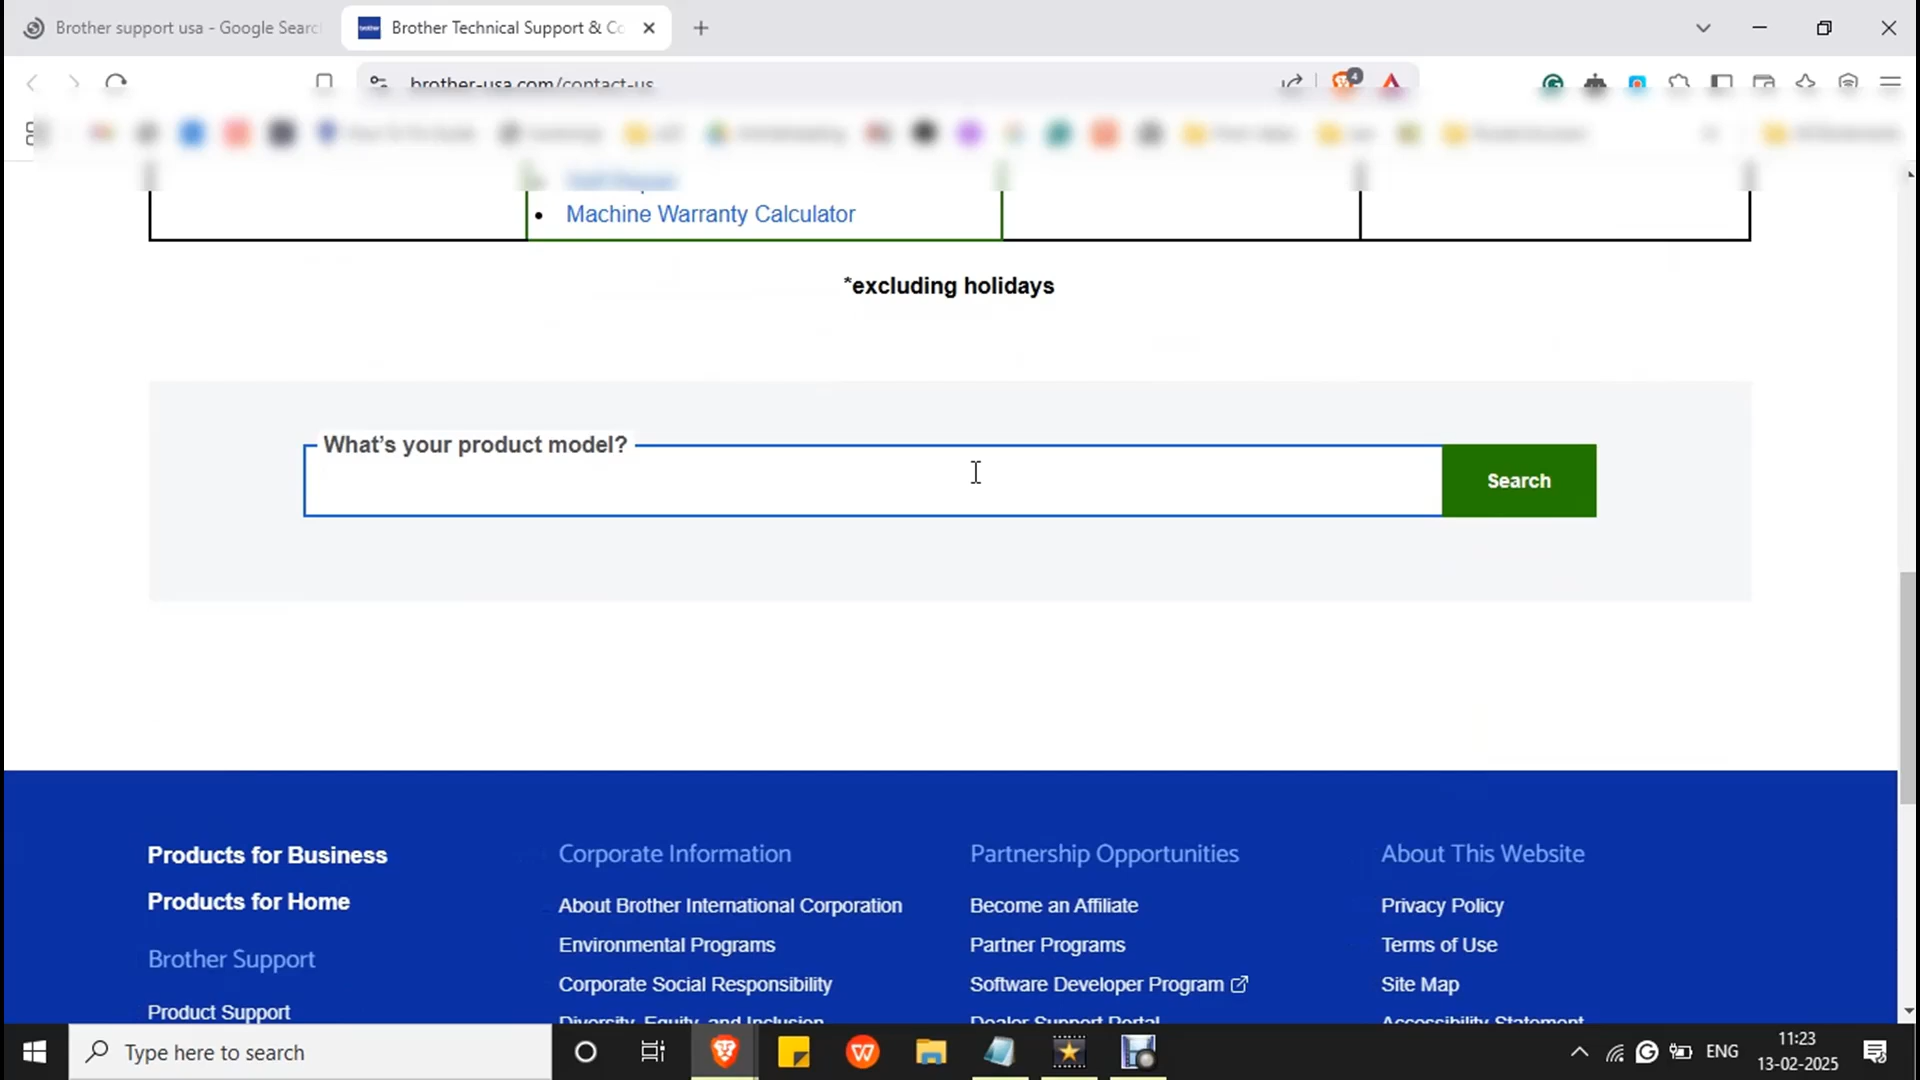 Brother support usa - Google Searc
Brother Technical Support & Co
brother-usa.com/contact-us
4
Machine Warranty Calculator
*excluding holidays
What's your product model?
Search
Products for Business
Products for Home
Brother Support
Product Support
Corporate Information
About Brother International Corporation
Environmental Programs
Corporate Social Responsibility
Diversity, Equity, and Inclusion
Partnership Opportunities
Become an Affiliate
Partner Programs
Software Developer Program
Dealer Support Portal
About This Website
Privacy Policy
Terms of Use
Site Map
Accessibility Statement
Type here to search
ENG
11:23
13-02-2025